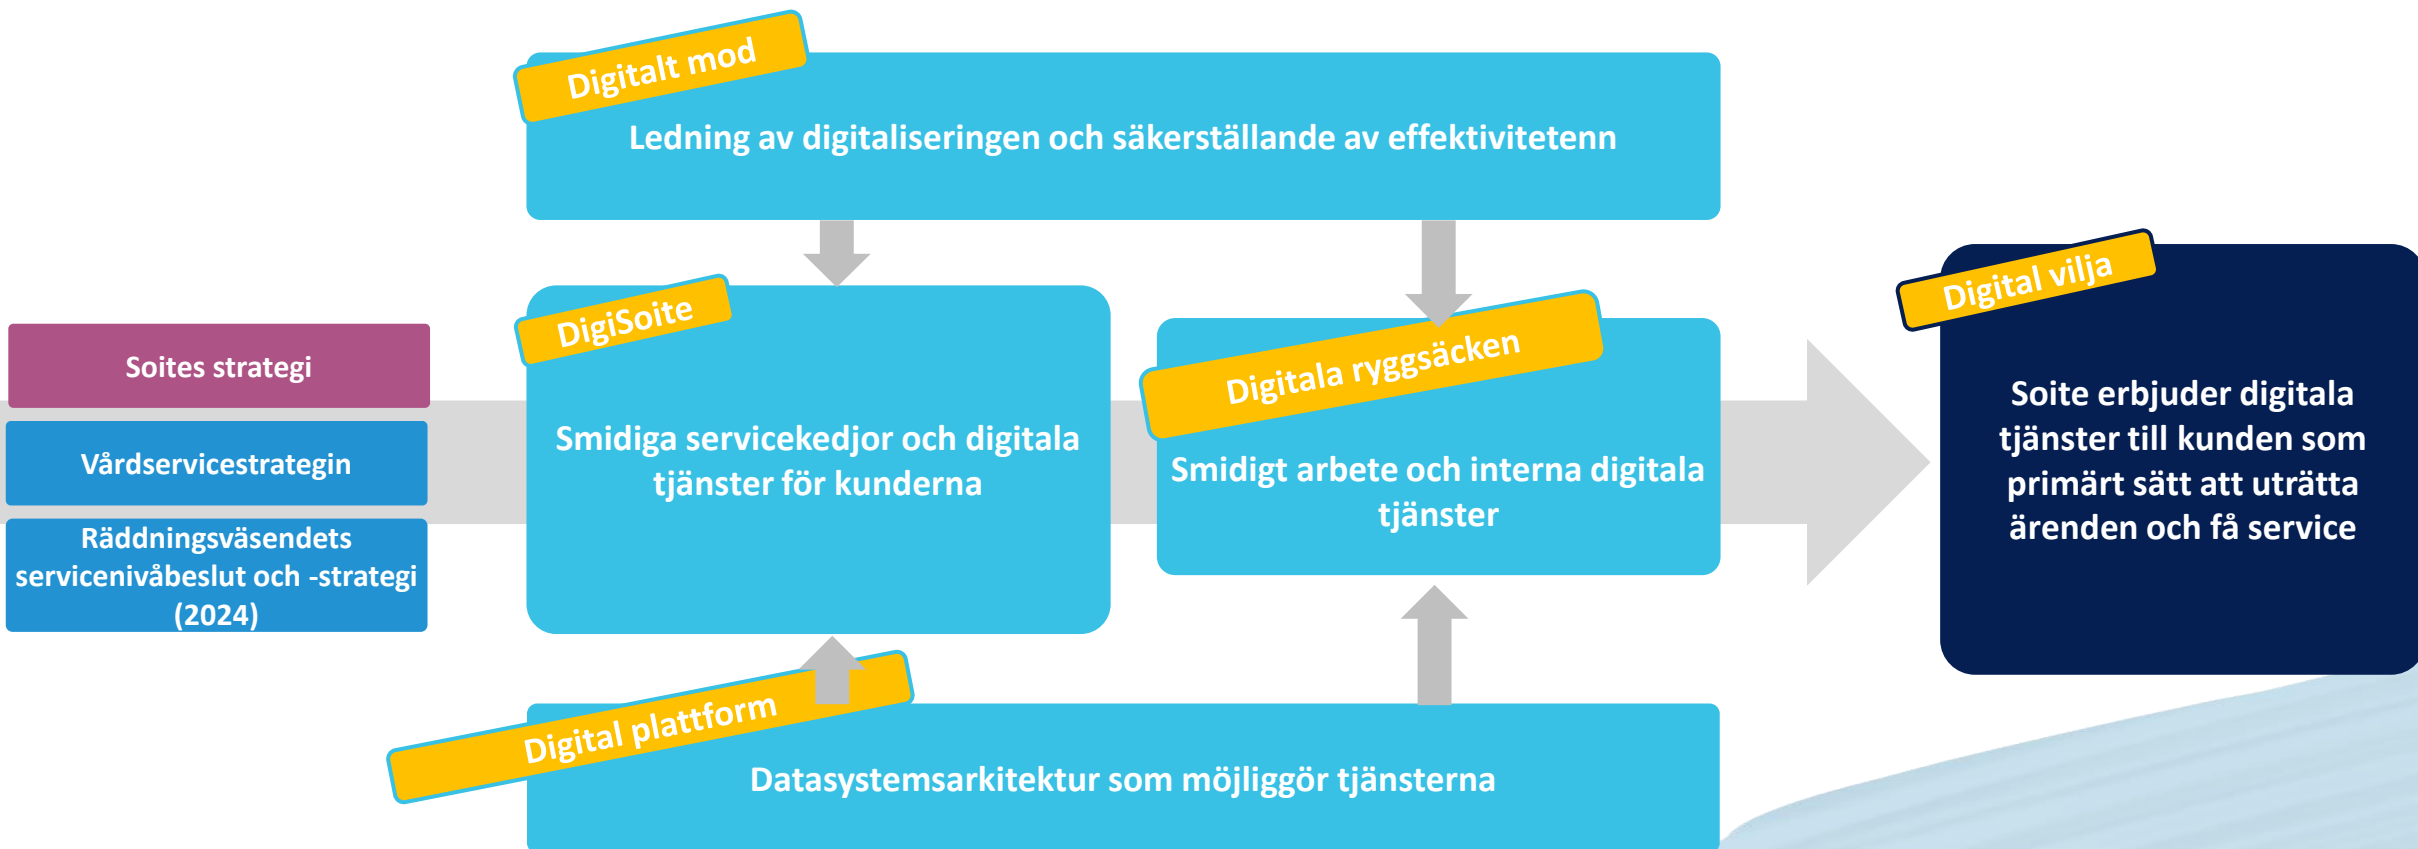 Digitalt mod
Ledning av digitaliseringen och säkerställande av effektivitetenn
Soites strategi
Vårdservicestrategin
Räddningsväsendets
servicenivåbeslut och -strategi
(2024)
DigiSoite
Smidiga servicekedjor och digitala
tjänster för kunderna
Digitala ryggsäcken
Smidigt arbete och interna digitala
tjänster
Digital vilja
Soite erbjuder digitala
tjänster till kunden som
primärt sätt att uträtta
ärenden och få service
Digital plattform
Datasystemsarkitektur som möjliggör tjänsterna